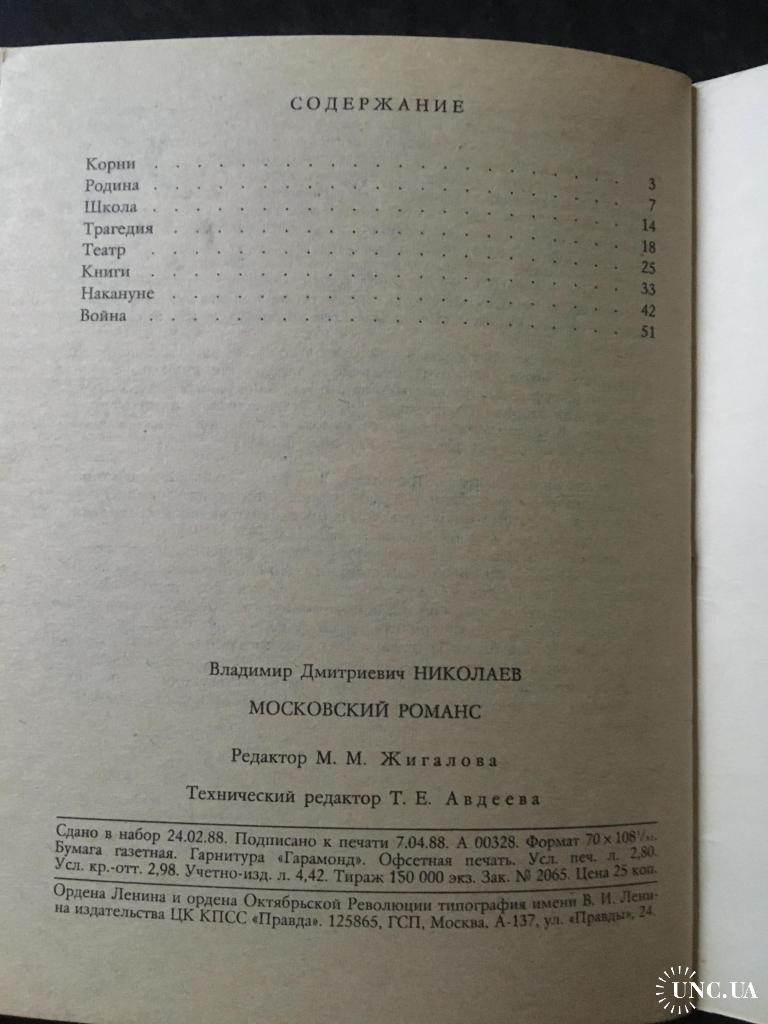 СОДЕРЖАНИЕ
Корни . . . . . . . . . . . . . . . . . . . . 3
Родина . . . . . . . . . . . . . . . . . . . . 7
Школа . . . . . . . . . . . . . . . . . . . . 14
Трагедия . . . . . . . . . . . . . . . . . . . 18
Театр . . . . . . . . . . . . . . . . . . . . 25
Книги . . . . . . . . . . . . . . . . . . . . 33
Накануне . . . . . . . . . . . . . . . . . . . 42
Война . . . . . . . . . . . . . . . . . . . . 51
Владимир Дмитриевич НИКОЛАЕВ
МОСКОВСКИЙ РОМАНС
Редактор М. М. Жигалова
Технический редактор Т. Е. Авдеева
Сдано в набор 24.02.88. Подписано к печати 7.04.88. А 00328. Формат 70 × 108¹/₃₂.
Бумага газетная. Гарнитура «Гарамонд». Офсетная печать. Усл. печ. л. 2,80.
Усл. кр.-отт. 2,98. Учетно-изд. л. 4,42. Тираж 150 000 экз. Зак. № 2065. Цена 25 коп.
Ордена Ленина и ордена Октябрьской Революции типография имени В. И. Лени-
на издательства ЦК КПСС «Правда». 125865, ГСП, Москва, А-137, ул. «Правды», 24.
UNC.UA